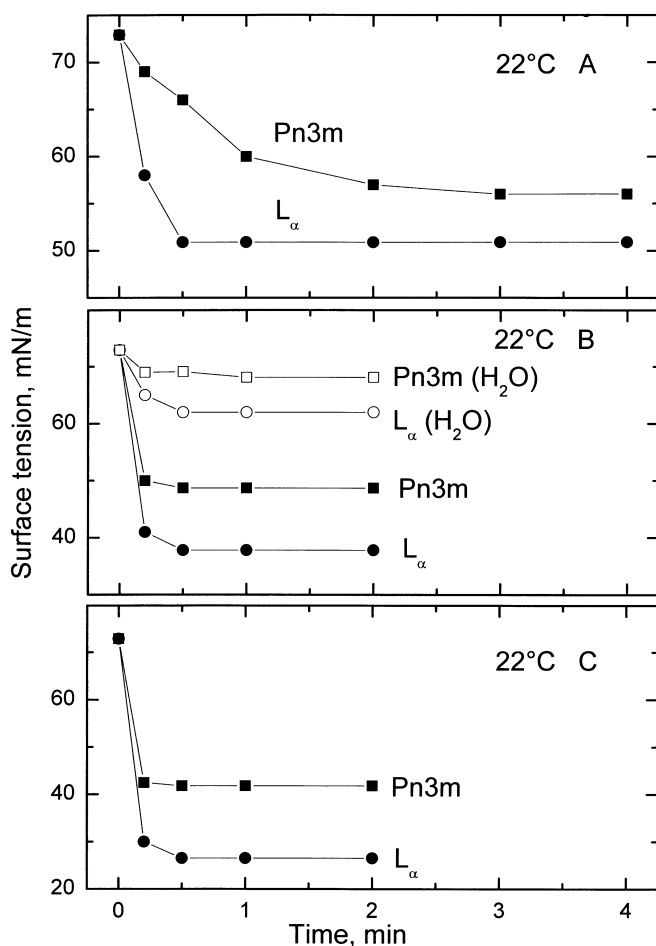 22°C A
70
Pn3m
60
Lα
50
Surface tension, mN/m
22°C B
Pn3m (H2O)
60
Lα (H2O)
Pn3m
40
Lα
22°C C
60
Pn3m
40
Lα
20
0 1 2 3 4
Time, min